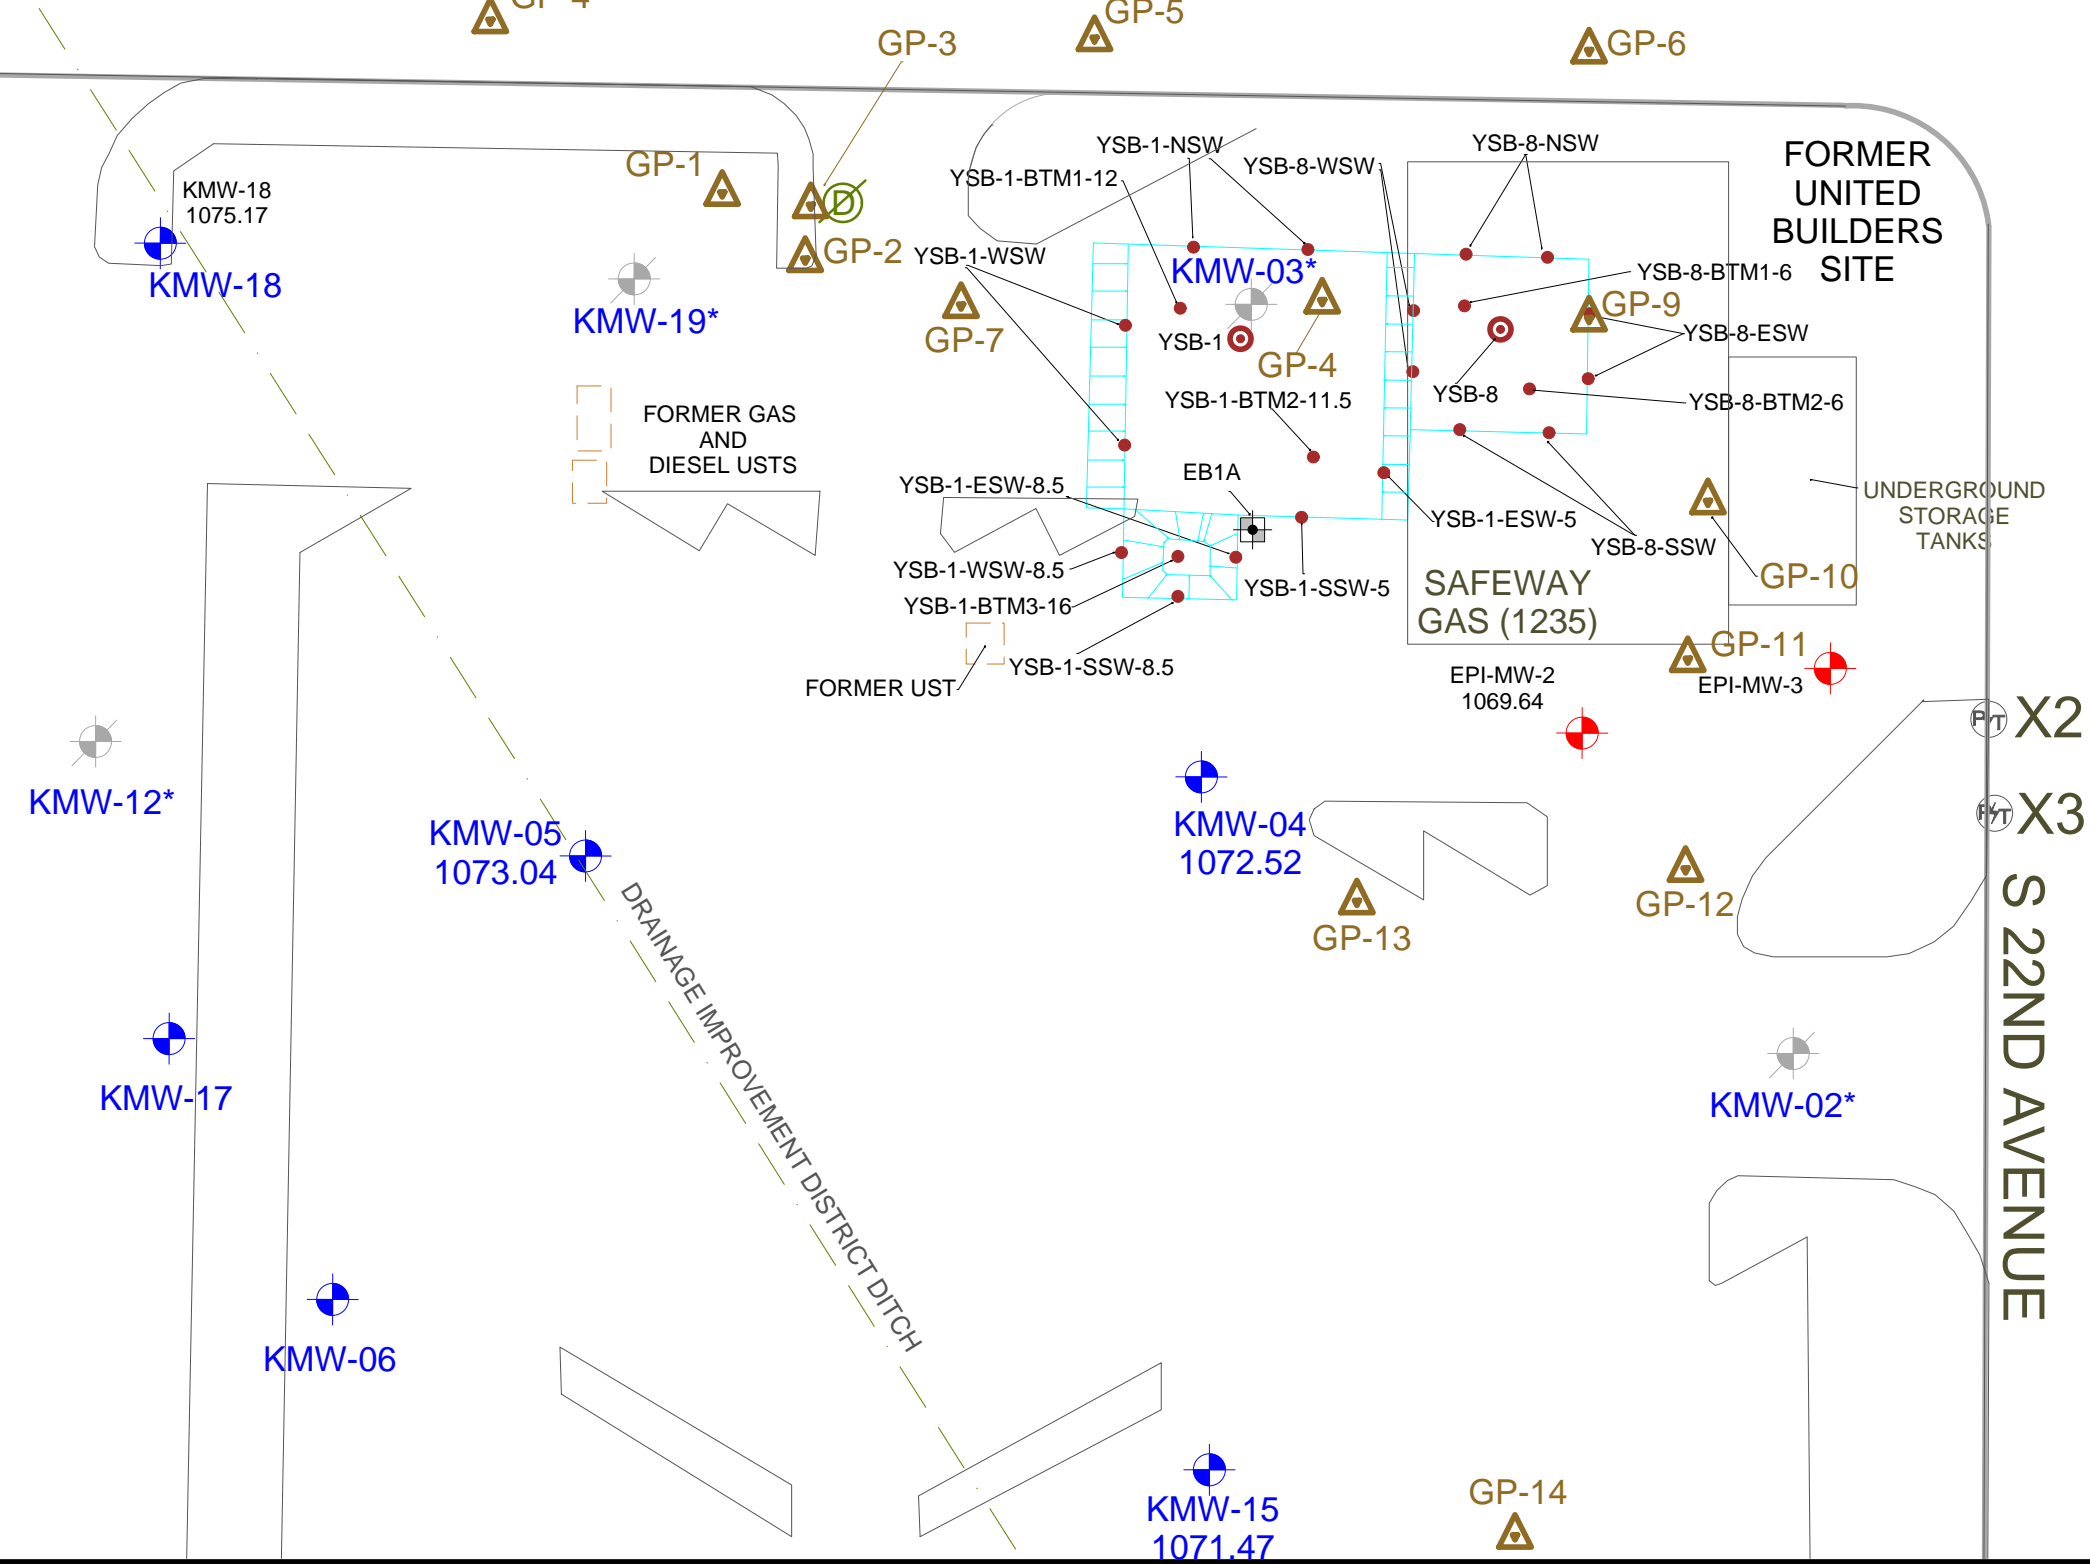 GP-4
GP-5
GP-3
GP-6
GP-1
KMW-18
1075.17
KMW-18
GP-2
KMW-19*
YSB-1-NSW
YSB-1-BTM1-12
YSB-8-WSW
YSB-8-NSW
FORMER
UNITED
BUILDERS
SITE
YSB-1-WSW
KMW-03*
YSB-8-BTM1-6
GP-9
GP-7
YSB-1
GP-4
YSB-8-ESW
YSB-8
YSB-1-BTM2-11.5
YSB-8-BTM2-6
FORMER GAS
AND
DIESEL USTS
YSB-1-ESW-8.5
EB1A
YSB-1-ESW-5
UNDERGROUND
STORAGE
TANKS
YSB-8-SSW
YSB-1-WSW-8.5
YSB-1-BTM3-16
YSB-1-SSW-5
SAFEWAY
GAS (1235)
GP-10
YSB-1-SSW-8.5
FORMER UST
GP-11
EPI-MW-2
1069.64
EPI-MW-3
P/T X2
P/T X3
KMW-12*
KMW-05
1073.04
KMW-04
1072.52
GP-13
GP-12
DRAINAGE IMPROVEMENT DISTRICT DITCH
S 22ND AVENUE
KMW-17
KMW-02*
KMW-06
KMW-15
1071.47
GP-14
D